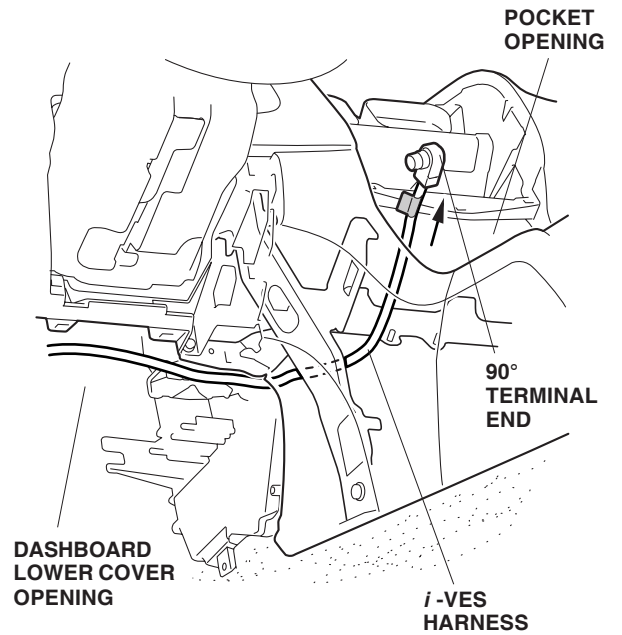 POCKET
OPENING
90°
TERMINAL
END
DASHBOARD
LOWER COVER
OPENING
i -VES
HARNESS